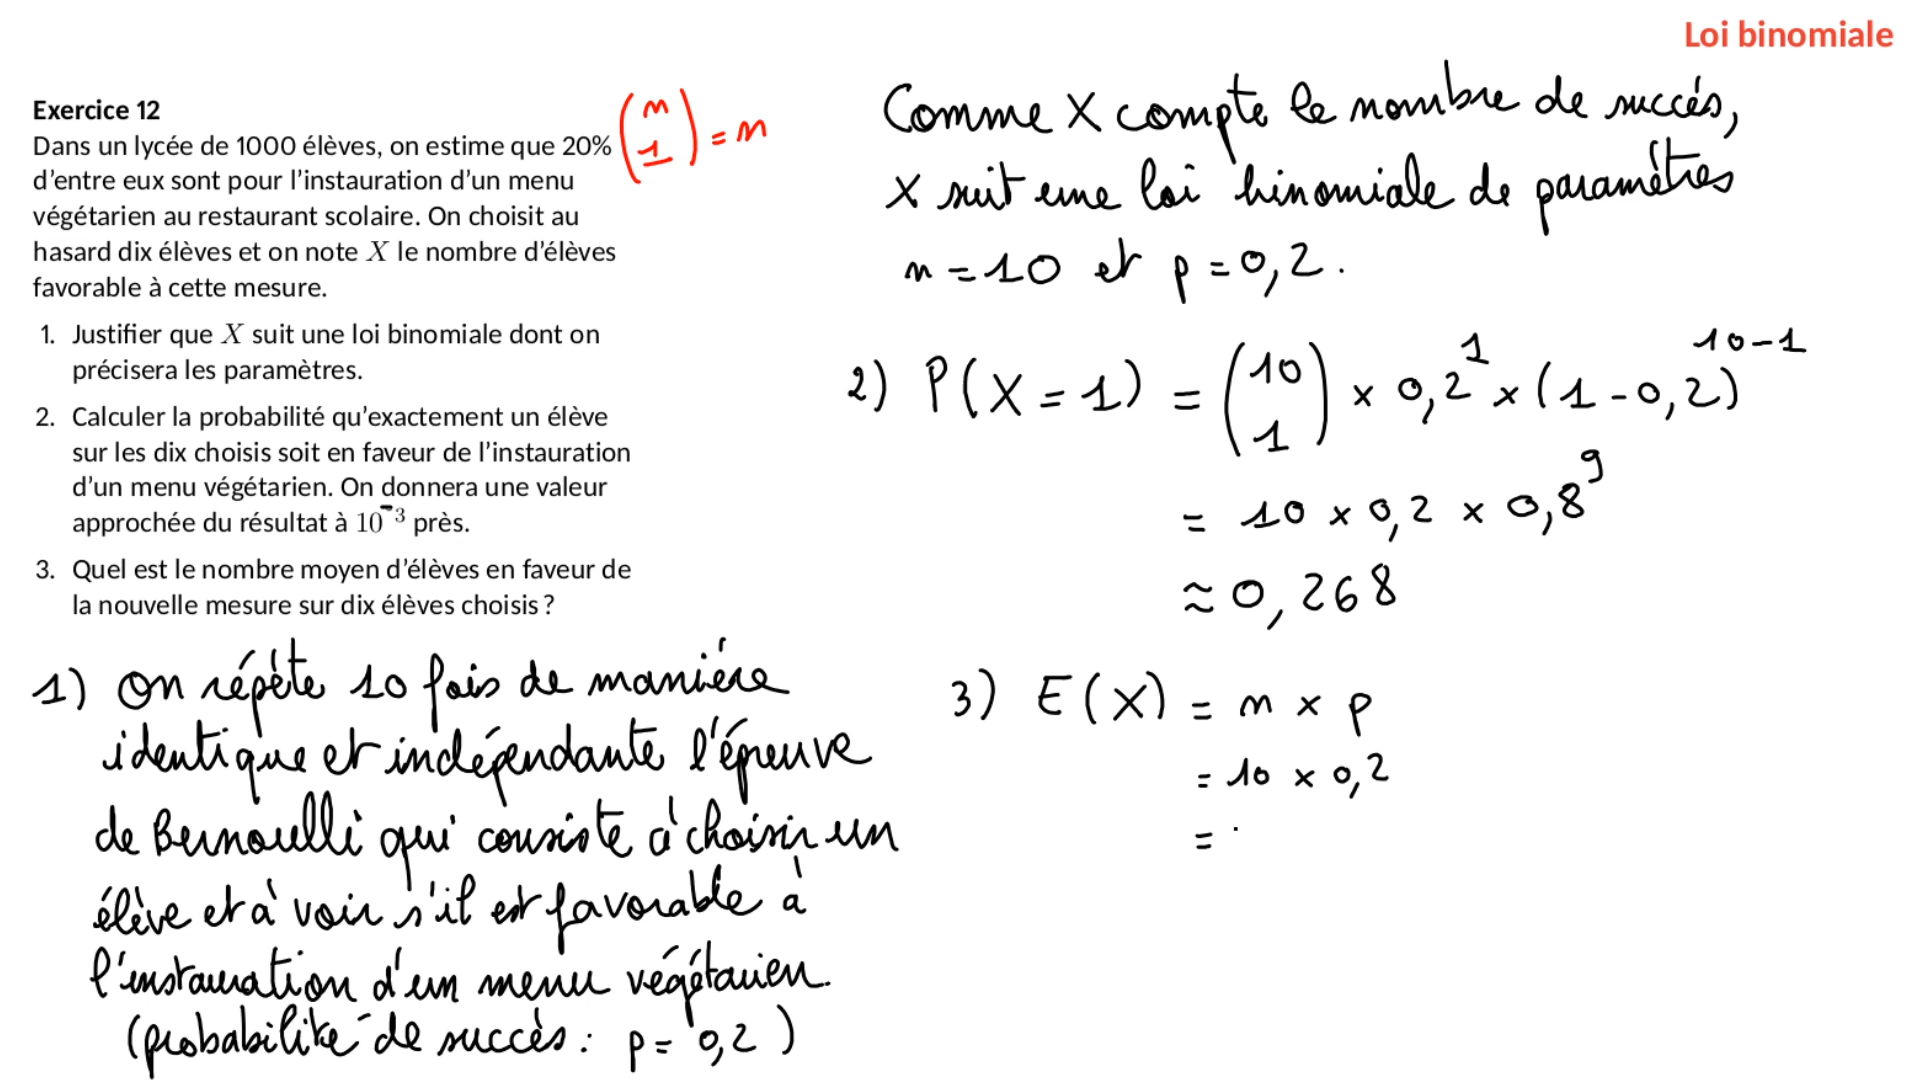 Loi binomiale
Exercice 12
Dans un lycée de 1000 élèves, on estime que 20%
d'entre eux sont pour l'instauration d'un menu
végétarien au restaurant scolaire. On choisit au
hasard dix élèves et on note X le nombre d'élèves
favorable à cette mesure.
1. Justifier que X suit une loi binomiale dont on
précisera les paramètres.
2. Calculer la probabilité qu'exactement un élève
sur les dix choisis soit en faveur de l'instauration
d'un menu végétarien. On donnera une valeur
approchée du résultat à 10⁻³ près.
3. Quel est le nombre moyen d'élèves en faveur de
la nouvelle mesure sur dix élèves choisis ?
(n 1) = n
1) On répète 10 fois de manière
identique et indépendante l'épreuve
de Bernoulli qui consiste à choisir un
élève et à voir s'il est favorable à
l'instauration d'un menu végétarien.
(probabilité de succès : p = 0,2)
Comme X compte le nombre de succès,
X suit une loi binomiale de paramètres
n = 10 et p = 0,2.
2) P(X = 1) = (10 1) × 0,2¹ × (1 - 0,2)¹⁰⁻¹
= 10 × 0,2 × 0,8⁹
≈ 0,268
3) E(X) = n × p
= 10 × 0,2
=